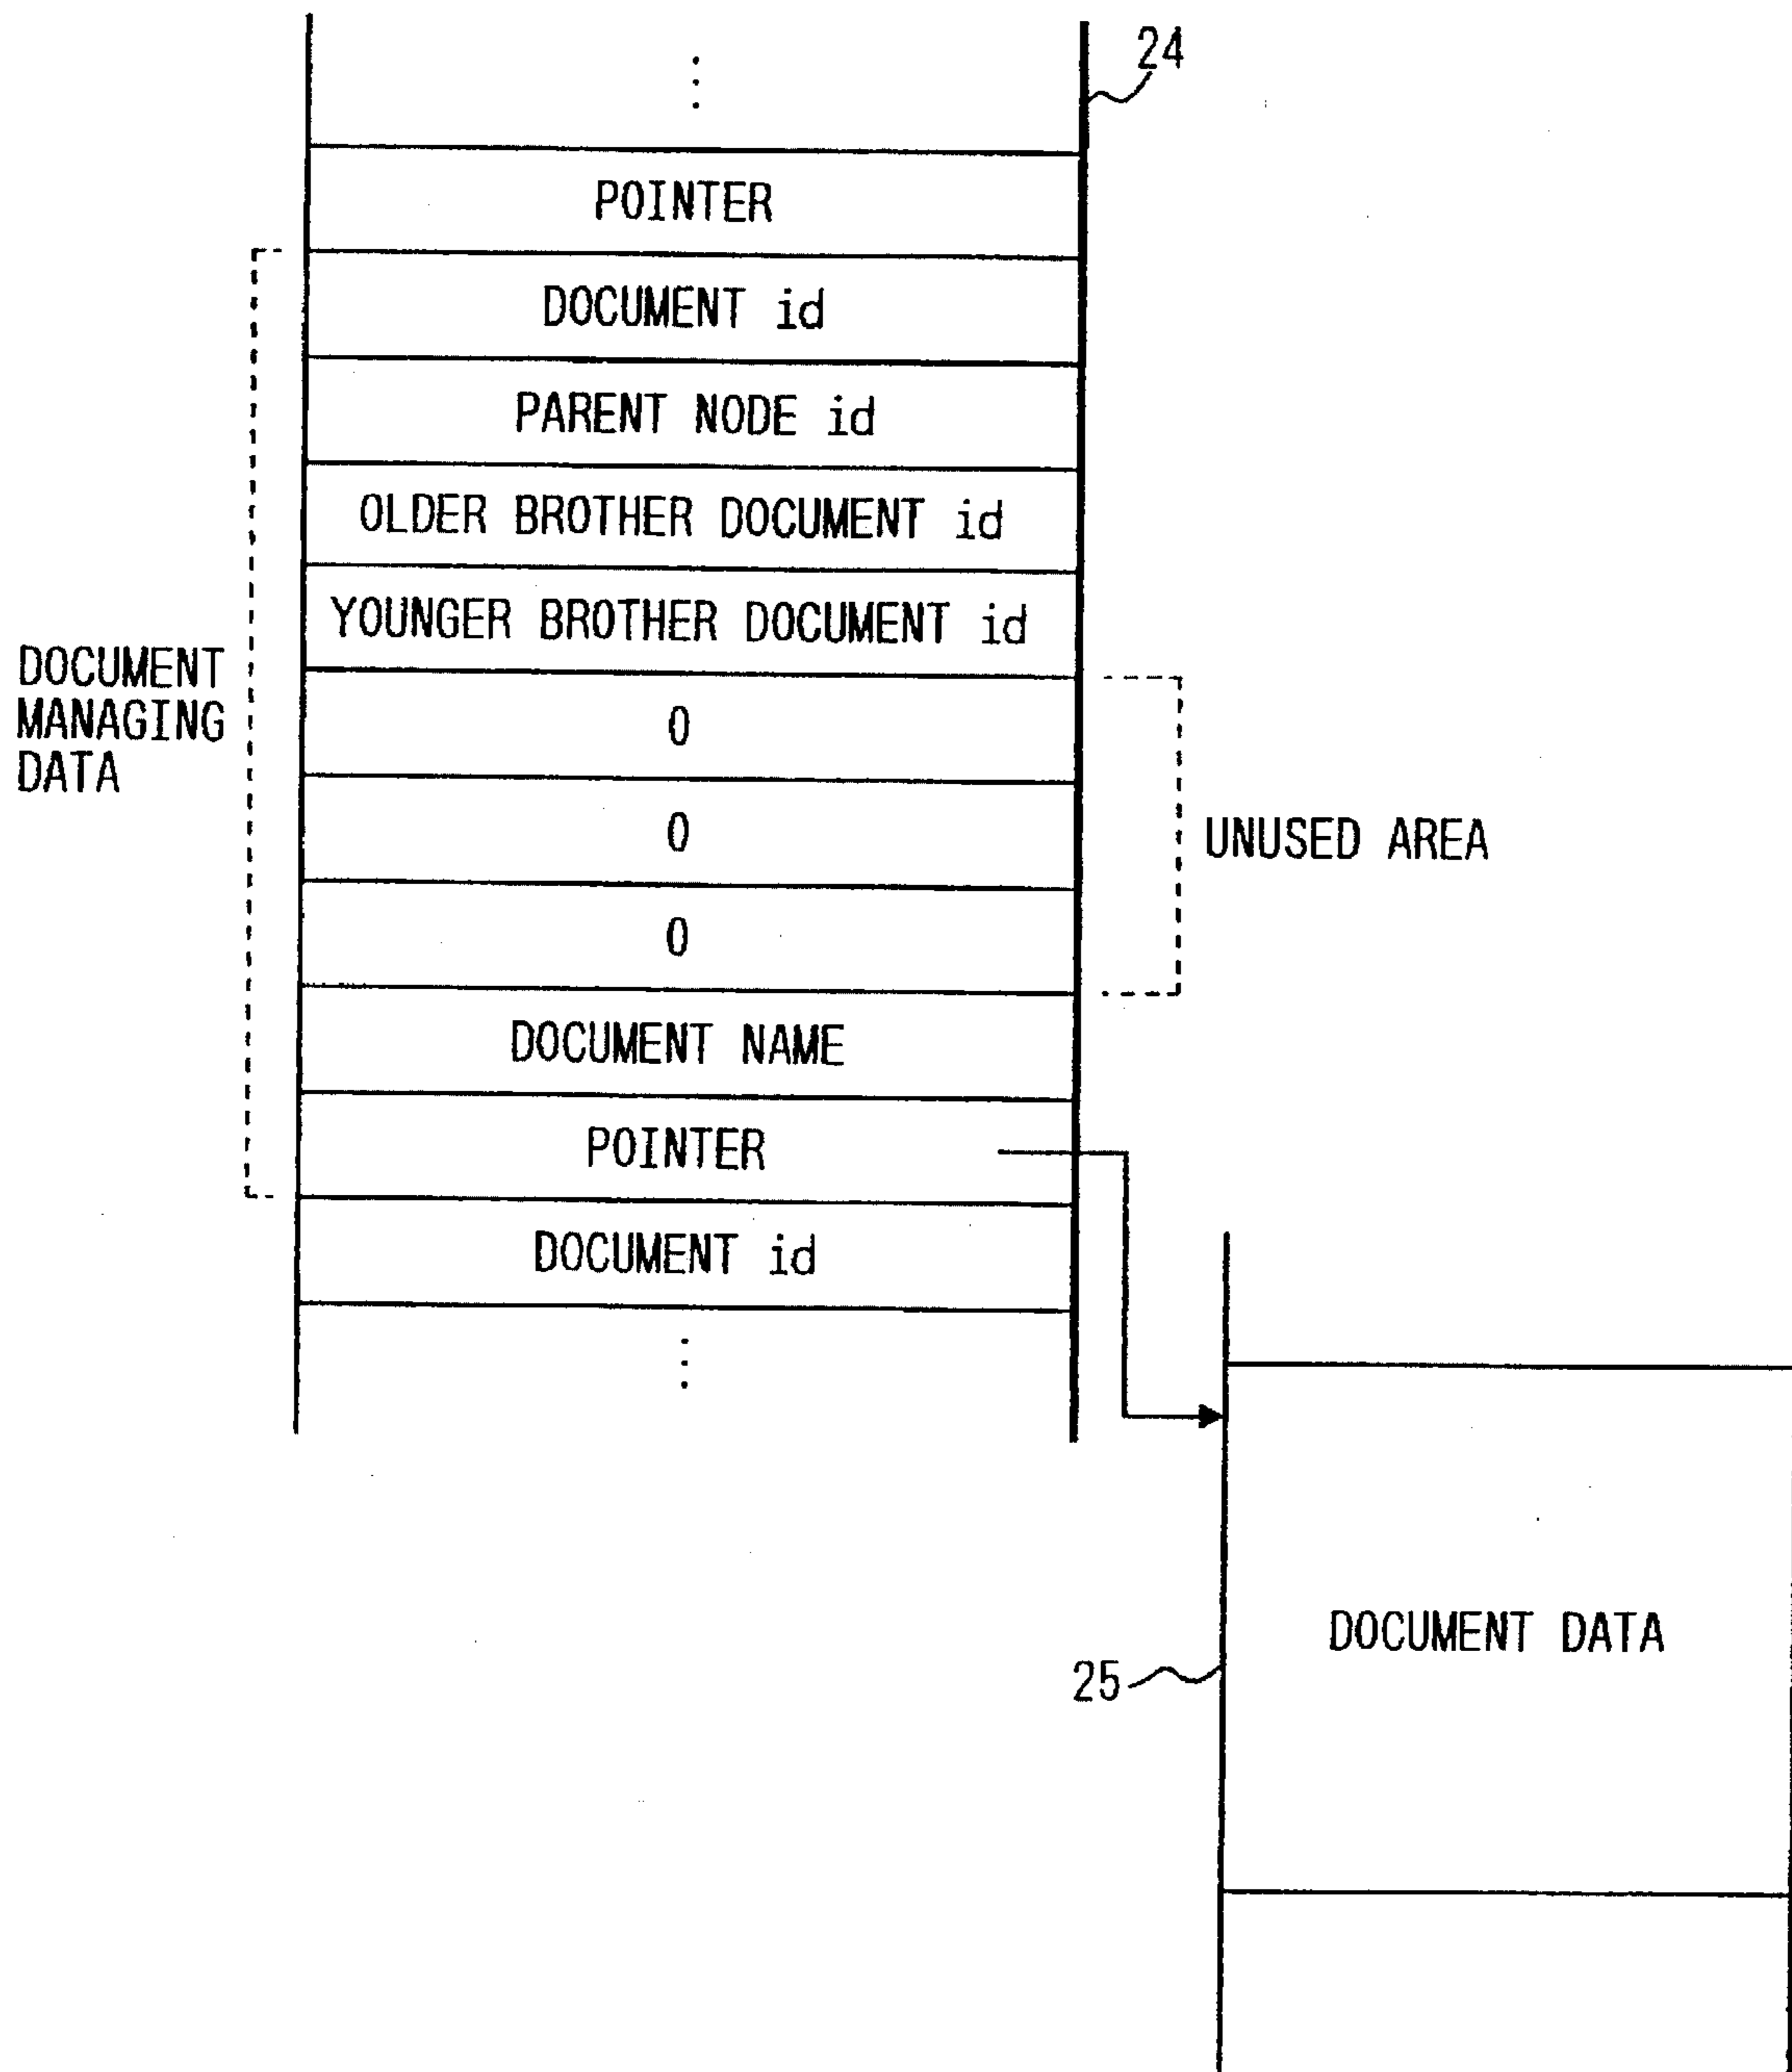 24
POINTER
DOCUMENT id
PARENT NODE id
OLDER BROTHER DOCUMENT id
YOUNGER BROTHER DOCUMENT id
DOCUMENT
MANAGING
DATA
0
0
0
UNUSED AREA
DOCUMENT NAME
POINTER
DOCUMENT id
DOCUMENT DATA
25